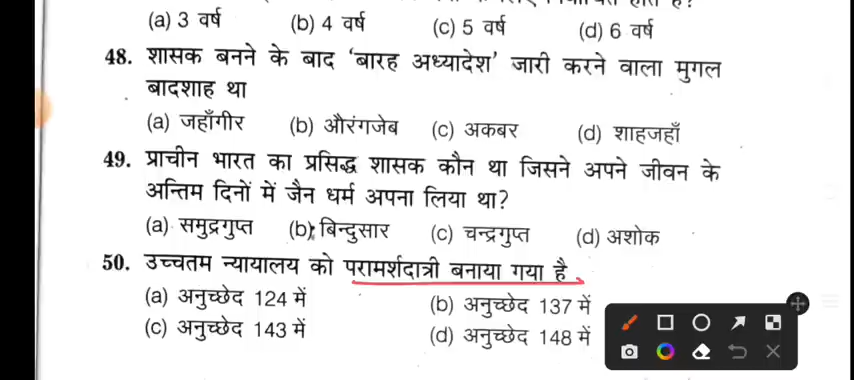 (a) 3 वर्ष (b) 4 वर्ष (c) 5 वर्ष (d) 6 वर्ष
48. शासक बनने के बाद ‘बारह अध्यादेश’ जारी करने वाला मुगल
बादशाह था
(a) जहाँगीर (b) औरंगजेब (c) अकबर (d) शाहजहाँ
49. प्राचीन भारत का प्रसिद्ध शासक कौन था जिसने अपने जीवन के
अन्तिम दिनों में जैन धर्म अपना लिया था?
(a) समुद्रगुप्त (b) बिन्दुसार (c) चन्द्रगुप्त (d) अशोक
50. उच्चतम न्यायालय को परामर्शदात्री बनाया गया है
(a) अनुच्छेद 124 में (b) अनुच्छेद 137 में
(c) अनुच्छेद 143 में (d) अनुच्छेद 148 में